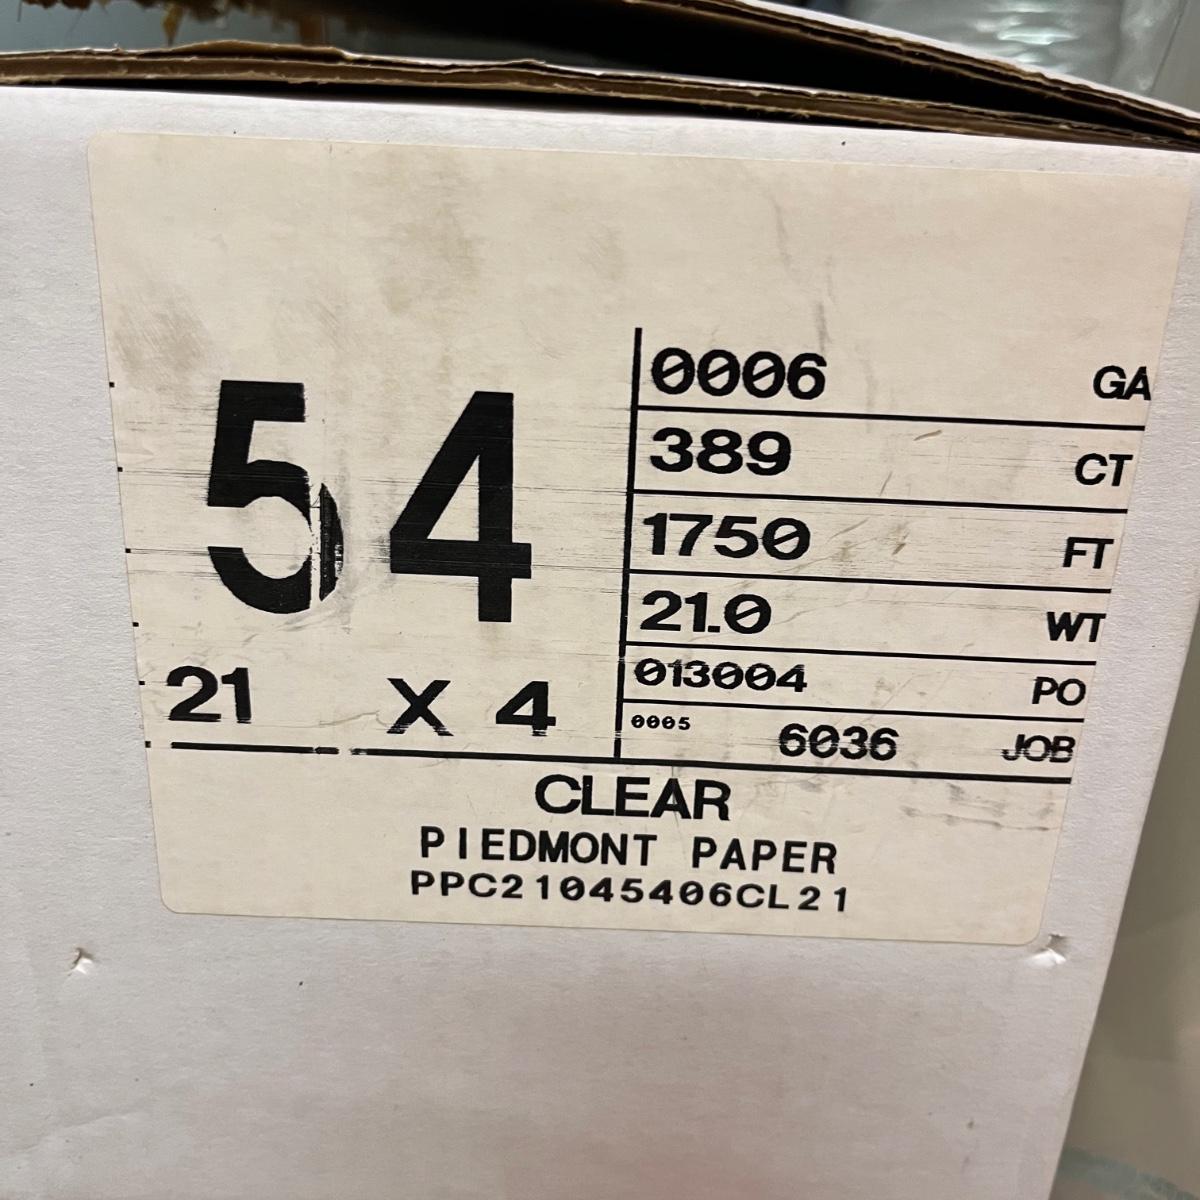 54
21 X 4
0006 GA
389 CT
1750 FT
21.0 WT
013004 PO
0005 6036 JOB
CLEAR
PIEDMONT PAPER
PPC21045406CL21